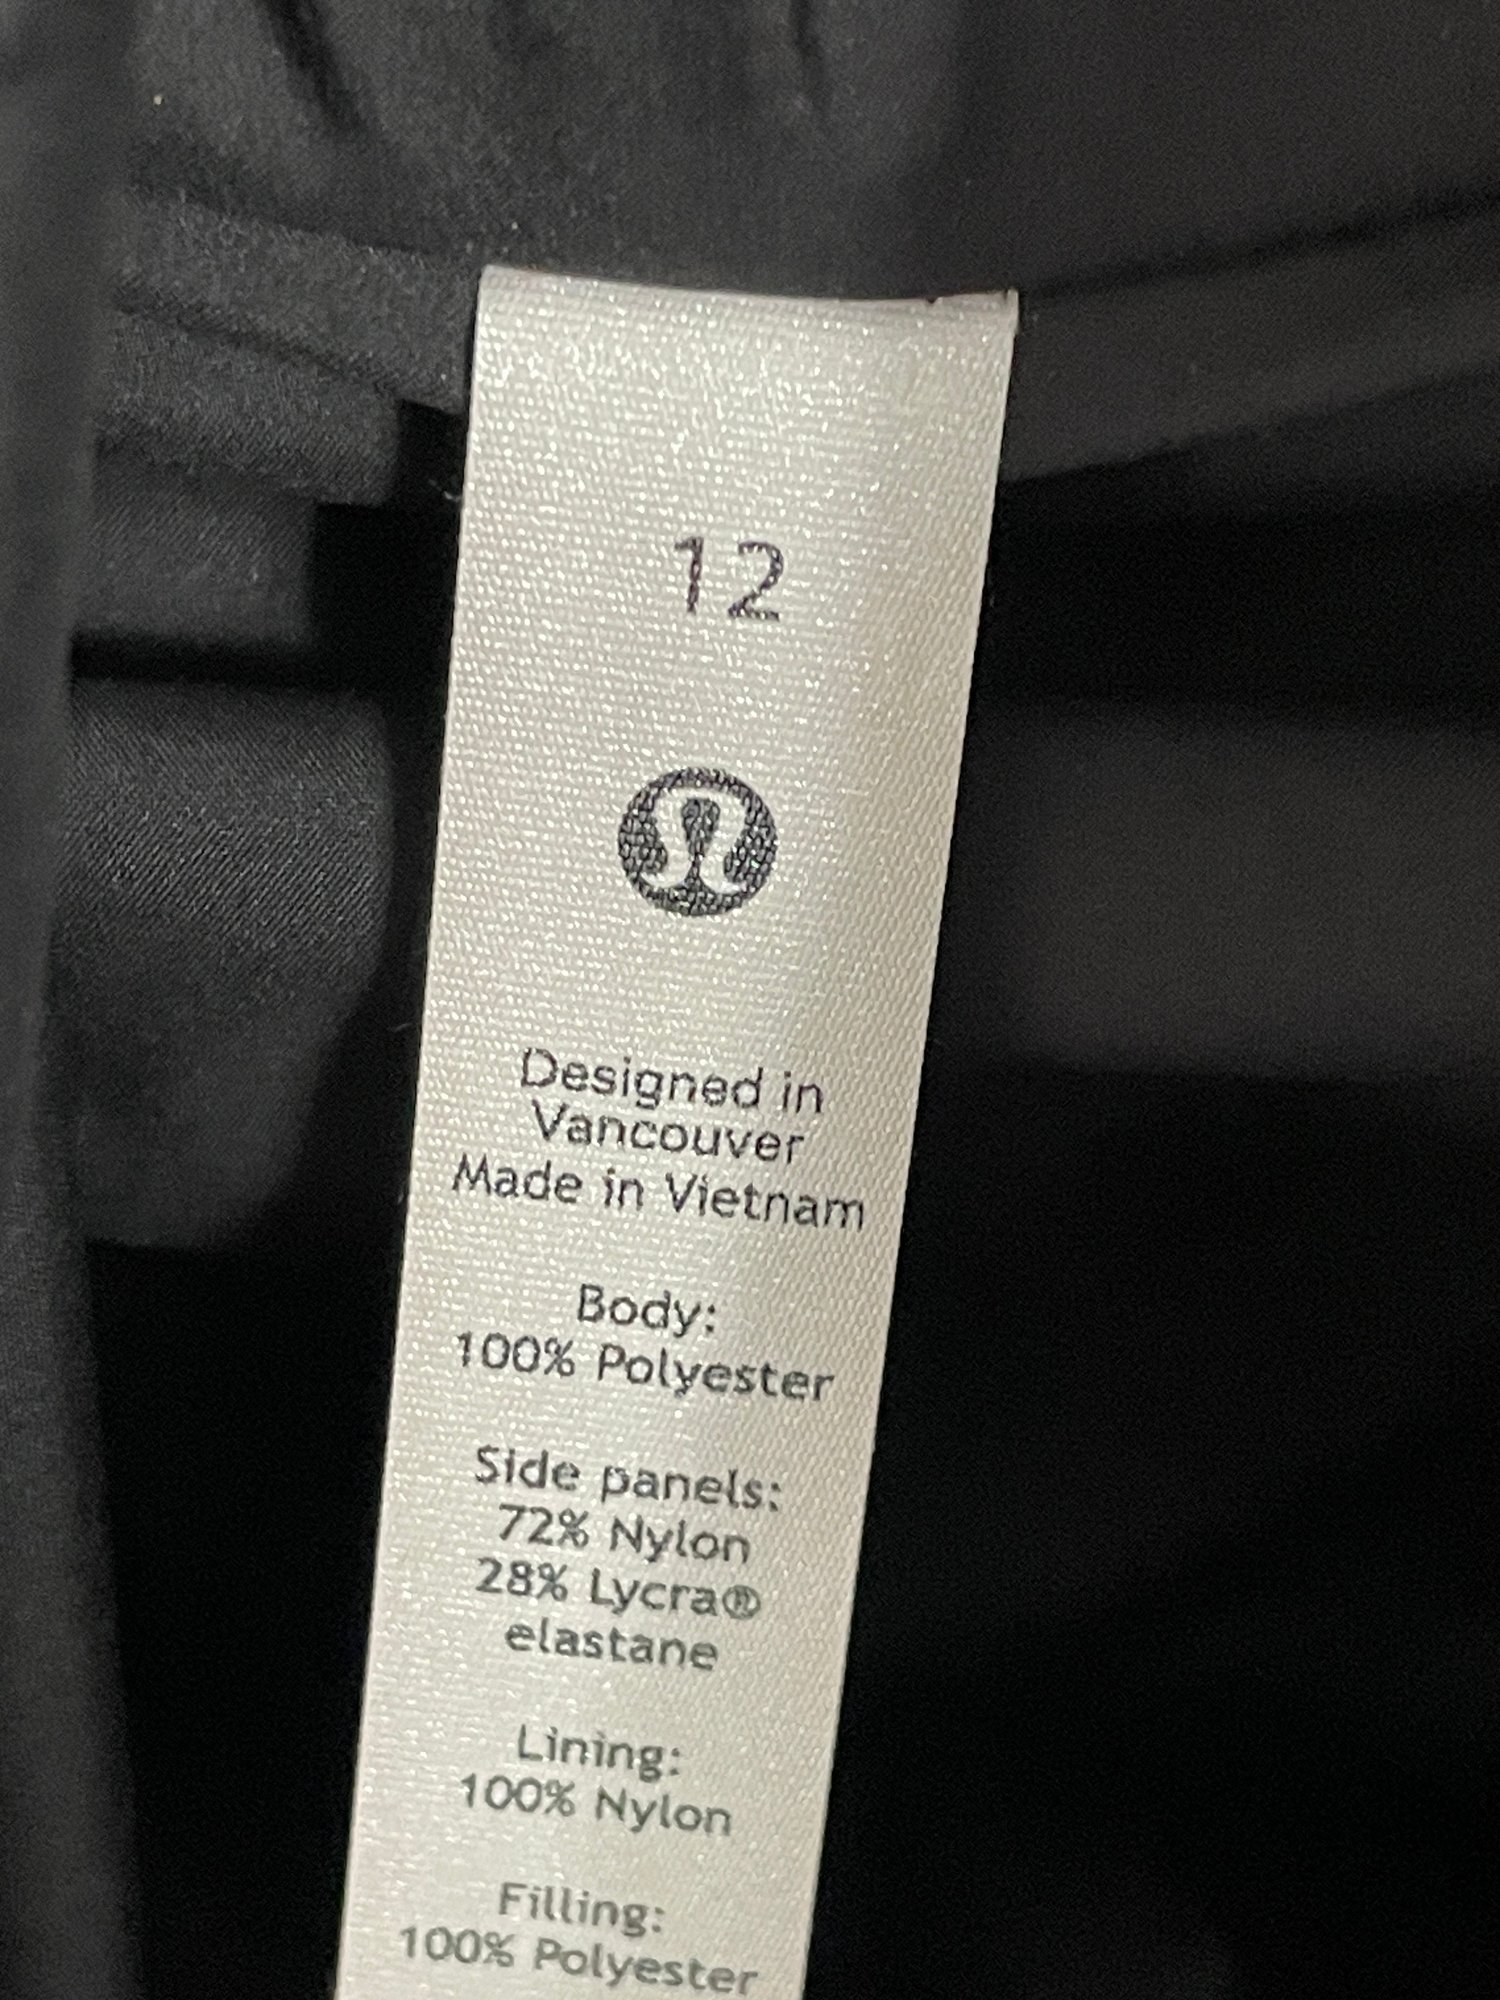 12
Designed in
Vancouver
Made in Vietnam
Body:
100% Polyester
Side panels:
72% Nylon
28% Lycra®
elastane
Lining:
100% Nylon
Filling:
100% Polyester